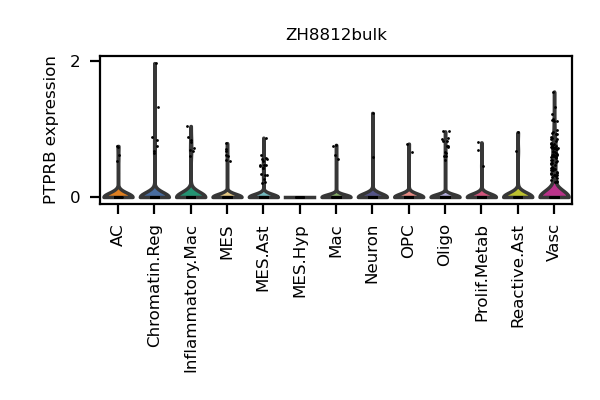 ZH8812bulk
PTPRB expression
2
0
AC
Chromatin.Reg
Inflammatory.Mac
MES
MES.Ast
MES.Hyp
Mac
Neuron
OPC
Oligo
Prolif.Metab
Reactive.Ast
Vasc